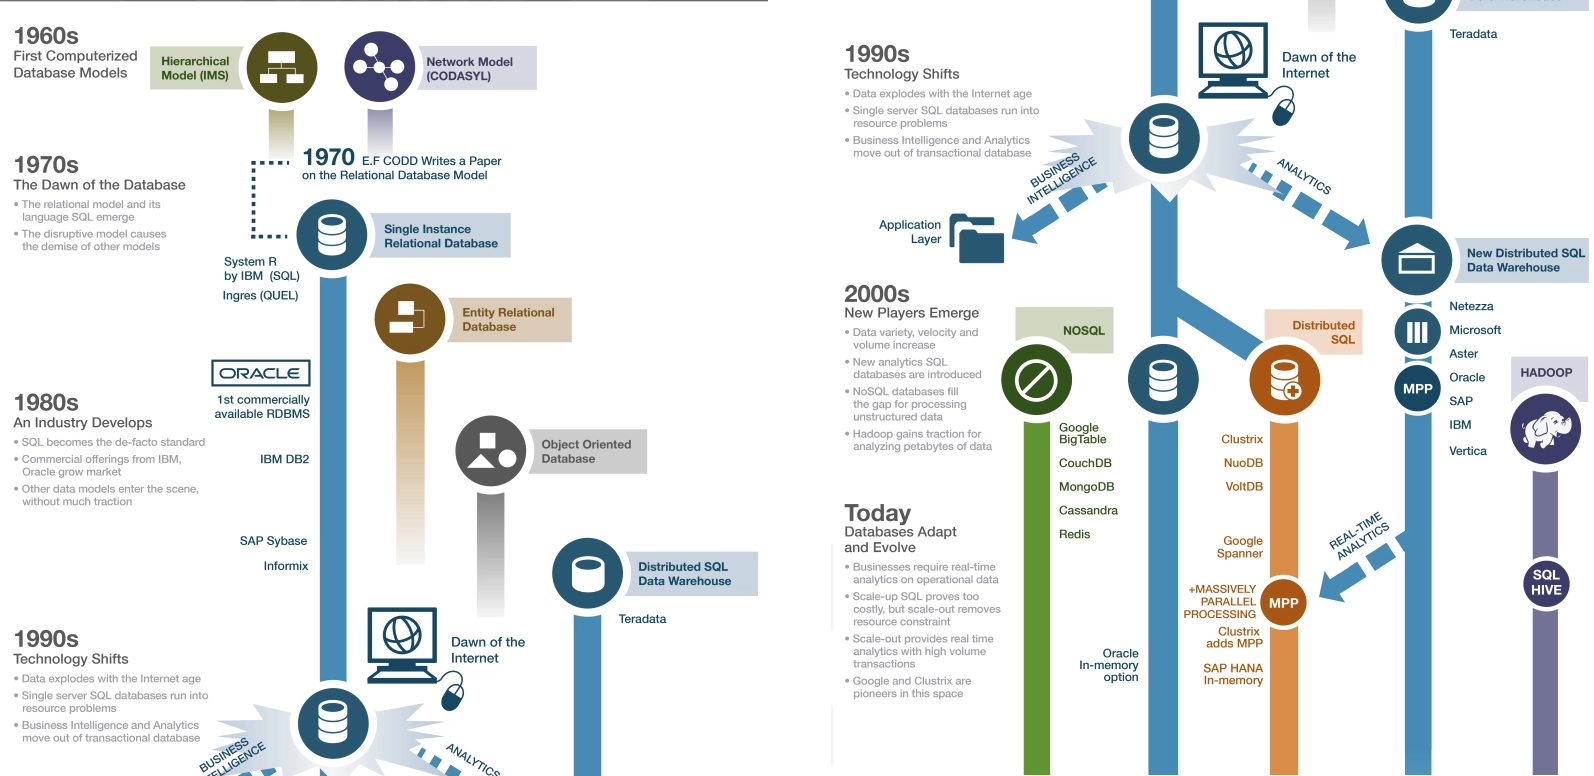 1960s
First Computerized
Database Models
Hierarchical
Model (IMS)
Network Model
(CODASYL)
1970s
The Dawn of the Database
• The relational model and its
language SQL emerge
• The disruptive model causes
the demise of other models
1970 E.F CODD Writes a Paper
on the Relational Database Model
Single Instance
Relational Database
System R
by IBM (SQL)
Ingres (QUEL)
Entity Relational
Database
ORACLE
1st commercially
available RDBMS
1980s
An Industry Develops
• SQL becomes the de-facto standard
• Commercial offerings from IBM,
Oracle grow market
• Other data models enter the scene,
without much traction
IBM DB2
Object Oriented
Database
SAP Sybase
Informix
Distributed SQL
Data Warehouse
Teradata
1990s
Technology Shifts
• Data explodes with the Internet age
• Single server SQL databases run into
resource problems
• Business Intelligence and Analytics
move out of transactional database
Dawn of the
Internet
BUSINESS
ANALYTICS
Teradata
1990s
Technology Shifts
• Data explodes with the Internet age
• Single server SQL databases run into
resource problems
• Business Intelligence and Analytics
move out of transactional database
Dawn of the
Internet
BUSINESS
INTELLIGENCE
ANALYTICS
Application
Layer
New Distributed SQL
Data Warehouse
2000s
New Players Emerge
• Data variety, velocity and
volume increase
• New analytics SQL
databases are introduced
• NoSQL databases fill
the gap for processing
unstructured data
• Hadoop gains traction for
analyzing petabytes of data
NOSQL
Google
BigTable
CouchDB
MongoDB
Cassandra
Redis
Distributed
SQL
Clustrix
NuoDB
VoltDB
Google
Spanner
+MASSIVELY
PARALLEL
PROCESSING
MPP
Clustrix
adds MPP
SAP HANA
In-memory
Oracle
In-memory
option
Netezza
Microsoft
Aster
Oracle
SAP
IBM
Vertica
MPP
REAL-TIME
ANALYTICS
HADOOP
SQL
HIVE
Today
Databases Adapt
and Evolve
• Businesses require real-time
analytics on operational data
• Scale-up SQL proves too
costly, but scale-out removes
resource constraint
• Scale-out provides real time
analytics with high volume
transactions
• Google and Clustrix are
pioneers in this space